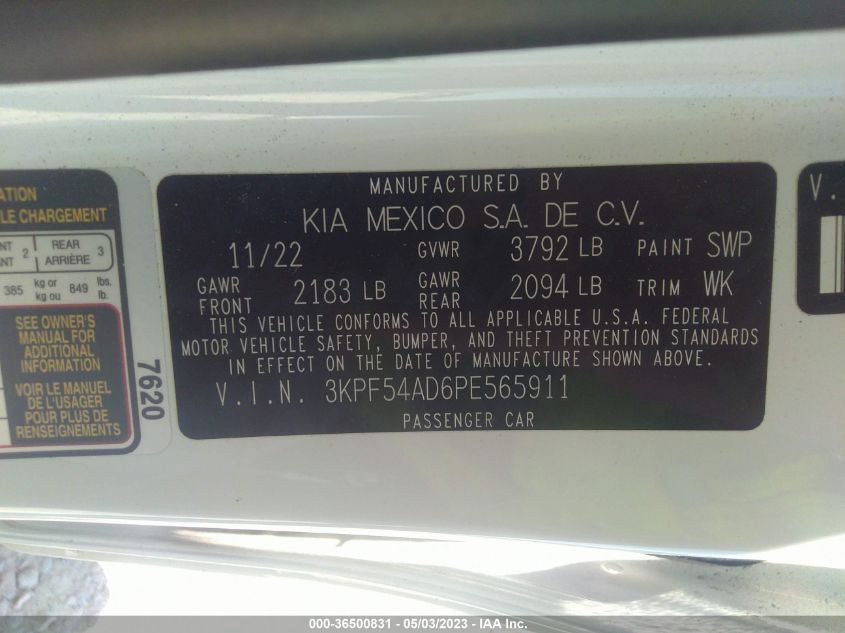 ATION
LE CHARGEMENT
NT 2 REAR 3
ANT ARRIÈRE
385 kg or 849 lbs.
kg ou lb.
SEE OWNER'S
MANUAL FOR
ADDITIONAL
INFORMATION
VOIR LE MANUEL
DE L'USAGER
POUR PLUS DE
RENSEIGNEMENTS
7620
MANUFACTURED BY
KIA MEXICO S.A. DE C.V.
11/22 GVWR 3792 LB PAINT SWP
GAWR FRONT 2183 LB GAWR REAR 2094 LB TRIM WK
THIS VEHICLE CONFORMS TO ALL APPLICABLE U.S.A. FEDERAL
MOTOR VEHICLE SAFETY, BUMPER, AND THEFT PREVENTION STANDARDS
IN EFFECT ON THE DATE OF MANUFACTURE SHOWN ABOVE.
V.I.N. 3KPF54AD6PE565911
PASSENGER CAR
V.
000-36500831 - 05/03/2023 - IAA Inc.